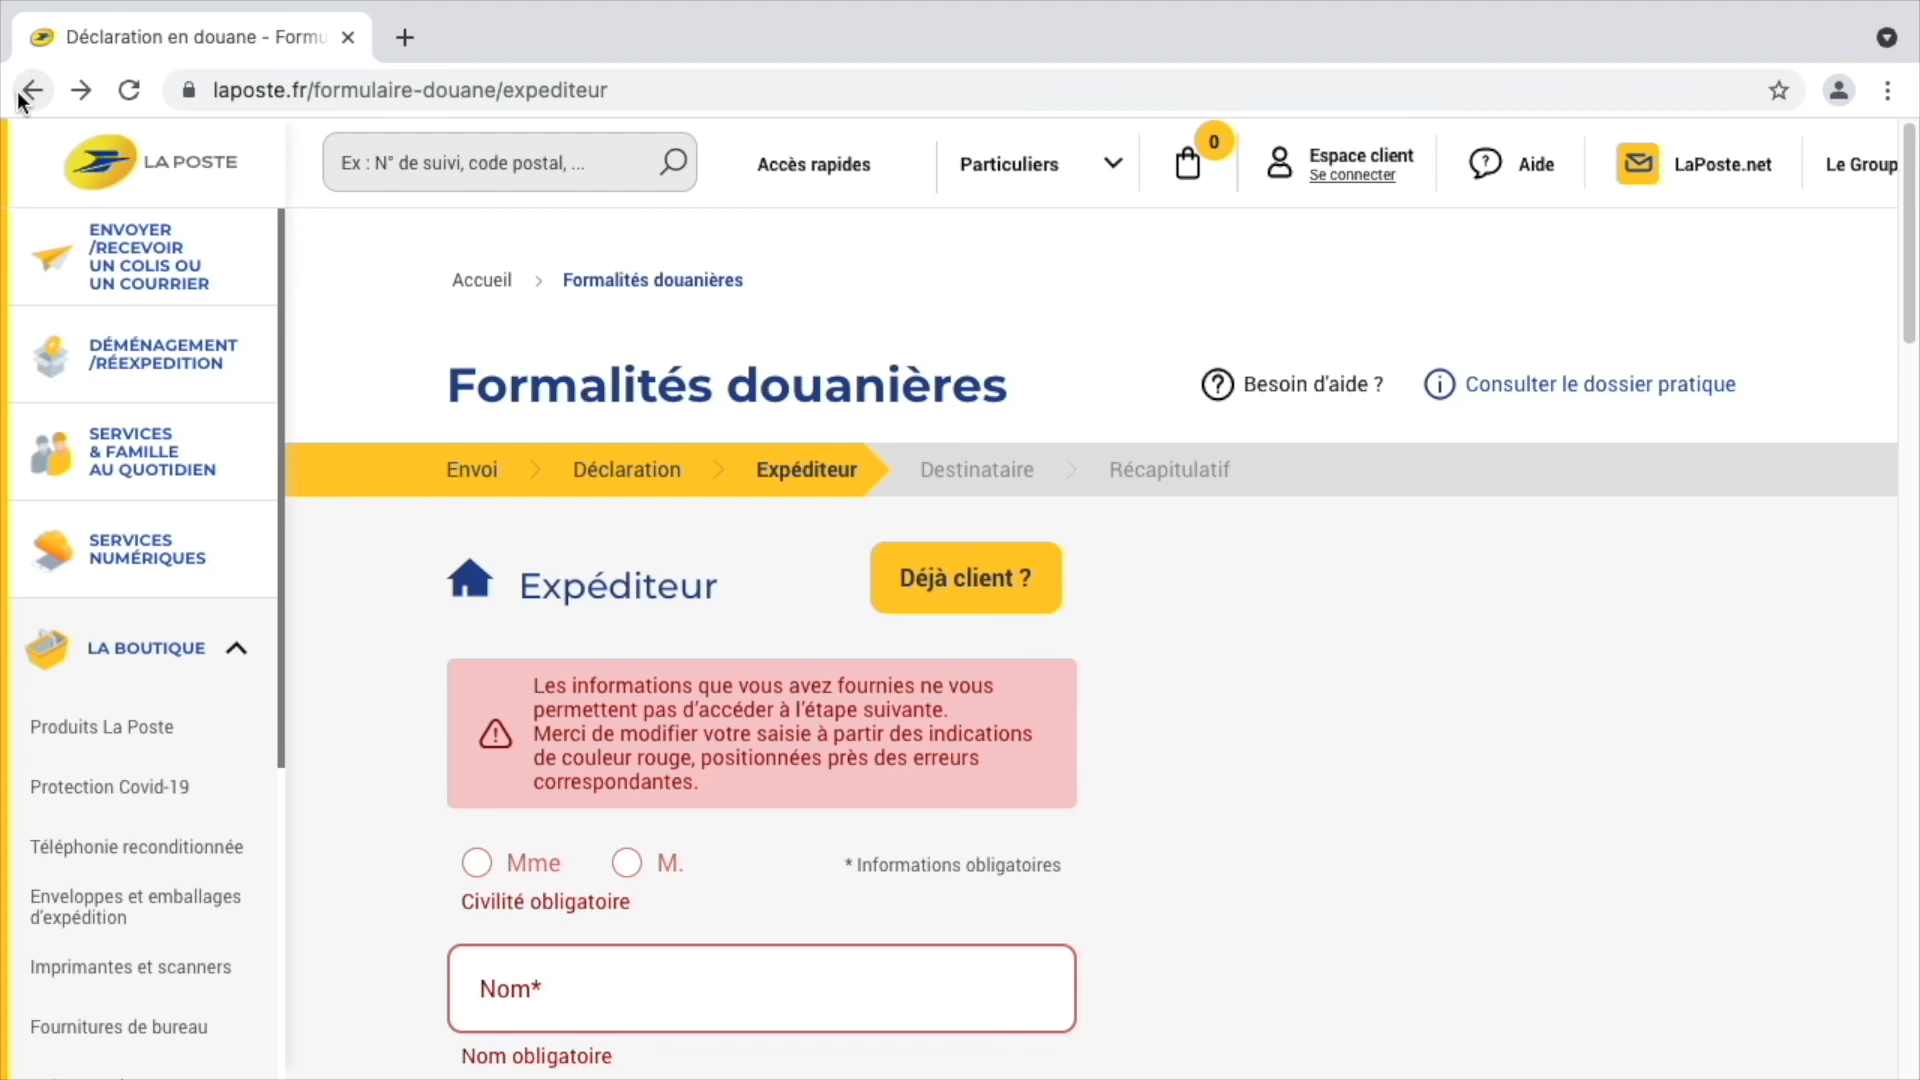 Déclaration en douane - Formu
laposte.fr/formulaire-douane/expediteur
LA POSTE
Ex : N° de suivi, code postal, ...
Accès rapides
Particuliers
0
Espace client
Se connecter
Aide
LaPoste.net
Le Group
ENVOYER
/RECEVOIR
UN COLIS OU
UN COURRIER
DÉMÉNAGEMENT
/RÉEXPEDITION
SERVICES
& FAMILLE
AU QUOTIDIEN
SERVICES
NUMÉRIQUES
LA BOUTIQUE
Produits La Poste
Protection Covid-19
Téléphonie reconditionnée
Enveloppes et emballages
d'expédition
Imprimantes et scanners
Fournitures de bureau
Accueil > Formalités douanières
Formalités douanières
Besoin d'aide ?
Consulter le dossier pratique
Envoi > Déclaration > Expéditeur Destinataire > Récapitulatif
Expéditeur
Déjà client ?
Les informations que vous avez fournies ne vous
permettent pas d'accéder à l'étape suivante.
Merci de modifier votre saisie à partir des indications
de couleur rouge, positionnées près des erreurs
correspondantes.
Mme
M.
* Informations obligatoires
Civilité obligatoire
Nom*
Nom obligatoire